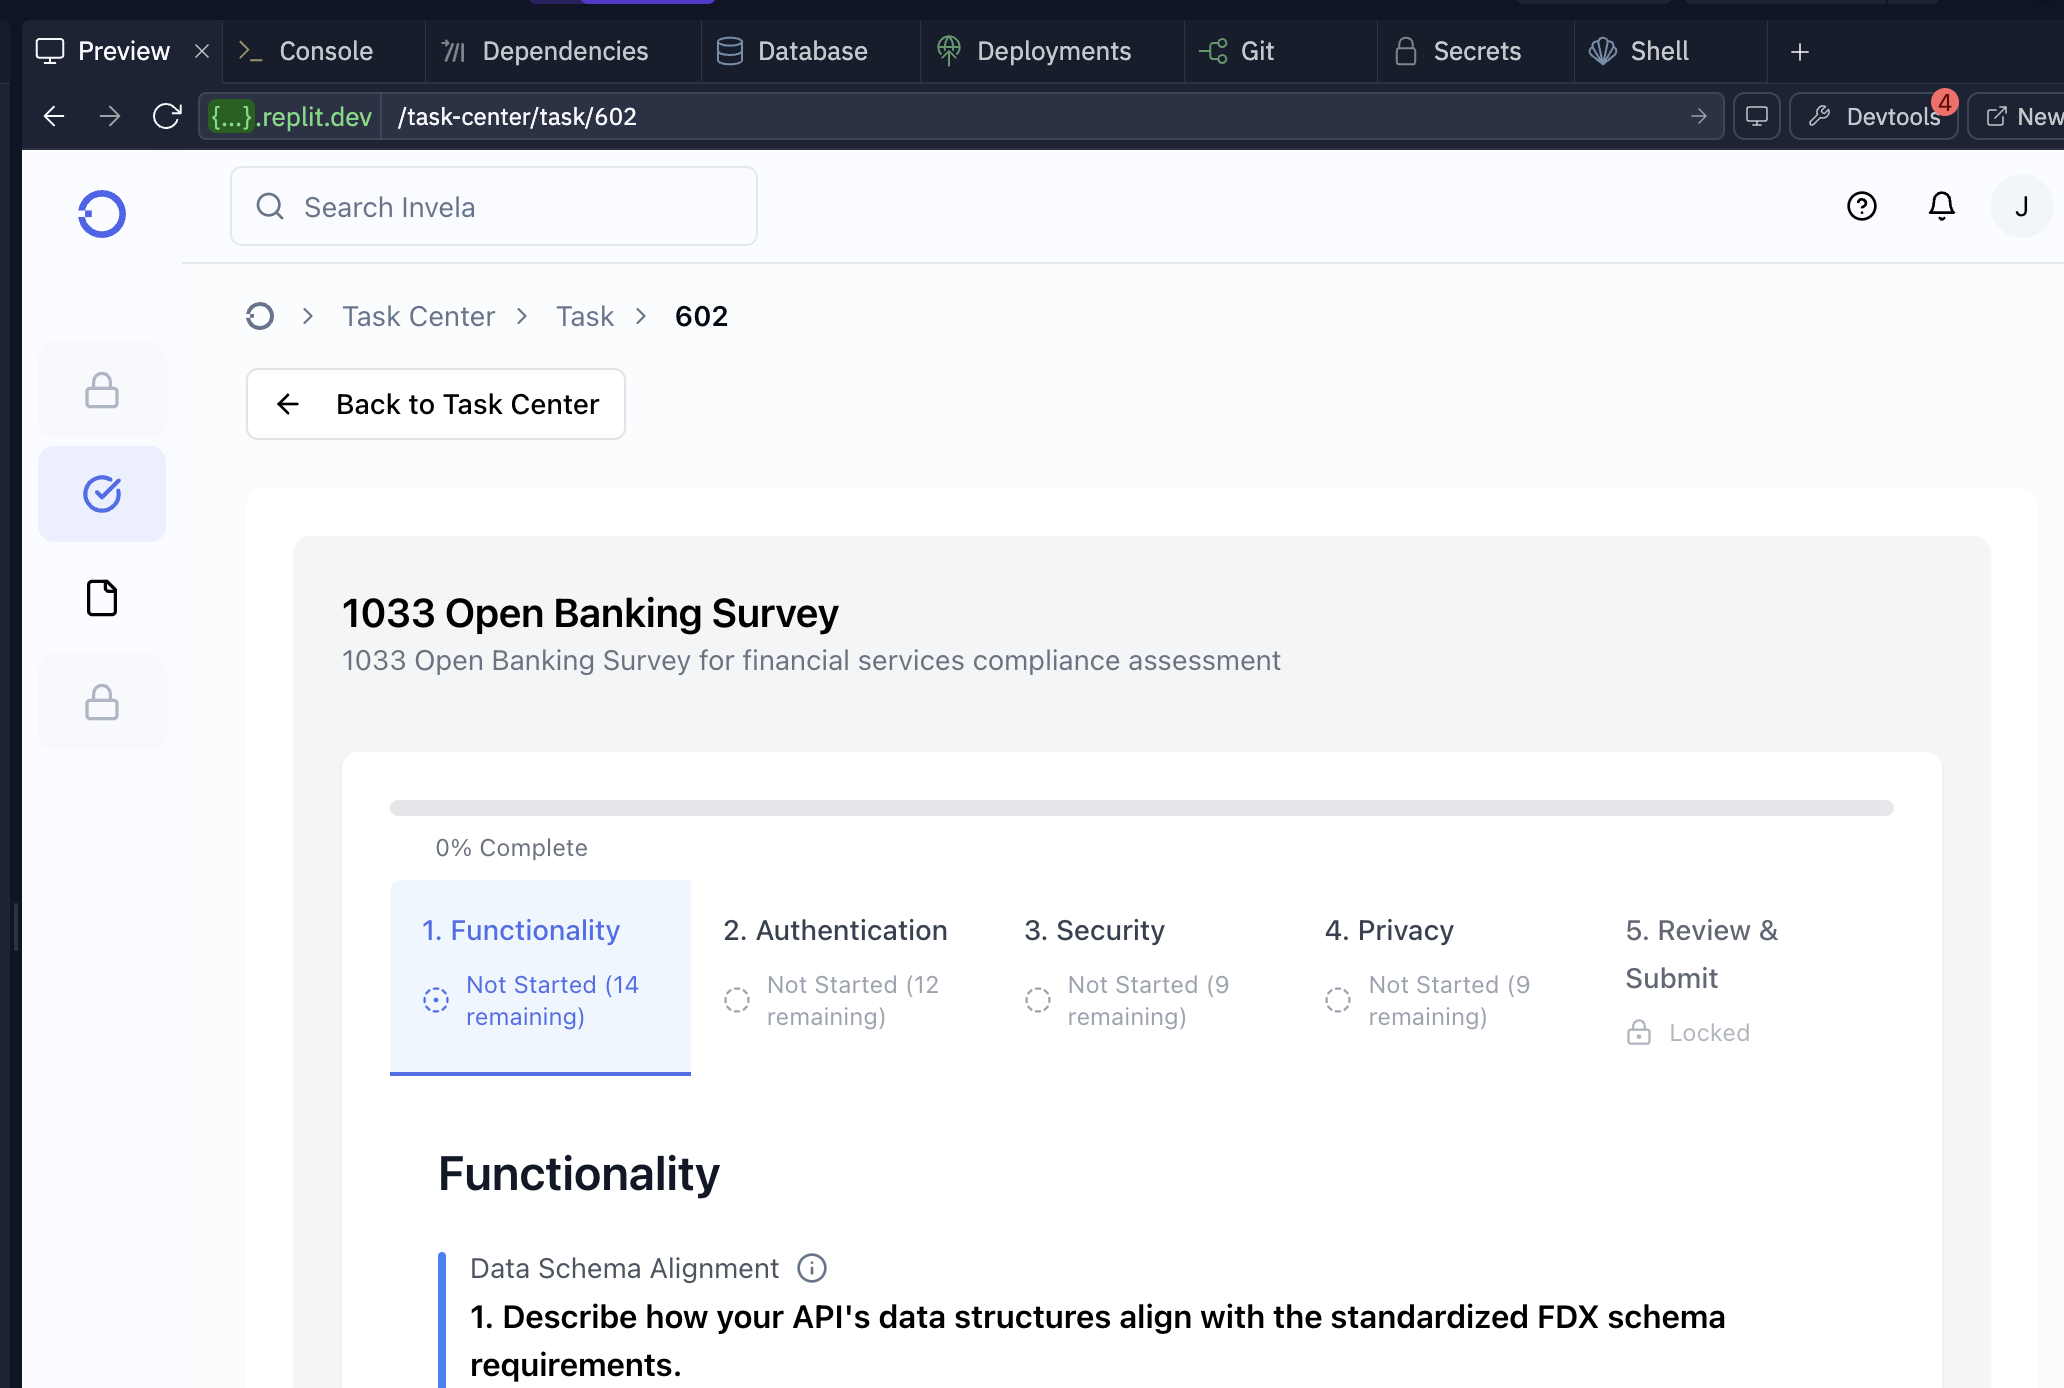 Preview
Console
Dependencies
Database
Deployments
Git
Secrets
Shell
{...}.replit.dev /task-center/task/602
Devtools
4
New
Search Invela
J
Task Center > Task > 602
Back to Task Center
1033 Open Banking Survey
1033 Open Banking Survey for financial services compliance assessment
0% Complete
1. Functionality
Not Started (14
remaining)
2. Authentication
Not Started (12
remaining)
3. Security
Not Started (9
remaining)
4. Privacy
Not Started (9
remaining)
5. Review &
Submit
Locked
Functionality
Data Schema Alignment
1. Describe how your API's data structures align with the standardized FDX schema
requirements.